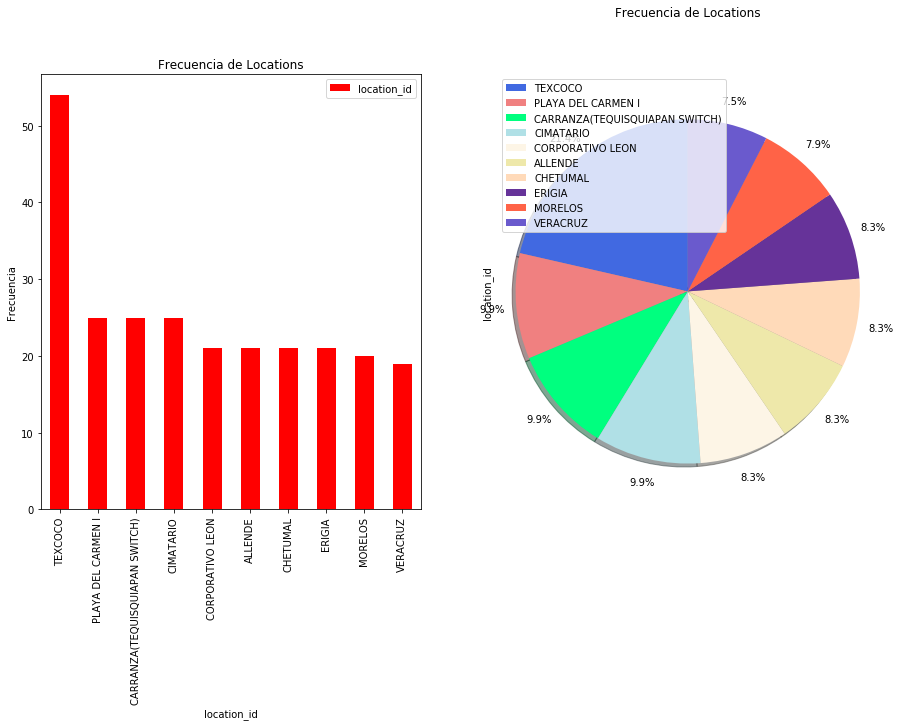 Frecuencia de Locations
location_id
Frecuencia
50
40
30
20
10
0
TEXCOCO
PLAYA DEL CARMEN I
CARRANZA(TEQUISQUIAPAN SWITCH)
CIMATARIO
CORPORATIVO LEON
ALLENDE
CHETUMAL
ERIGIA
MORELOS
VERACRUZ
location_id
Frecuencia de Locations
TEXCOCO
PLAYA DEL CARMEN I
CARRANZA(TEQUISQUIAPAN SWITCH)
CIMATARIO
CORPORATIVO LEON
ALLENDE
CHETUMAL
ERIGIA
MORELOS
VERACRUZ
location_id
7.5%
7.9%
8.3%
8.3%
8.3%
8.3%
9.9%
9.9%
9.9%